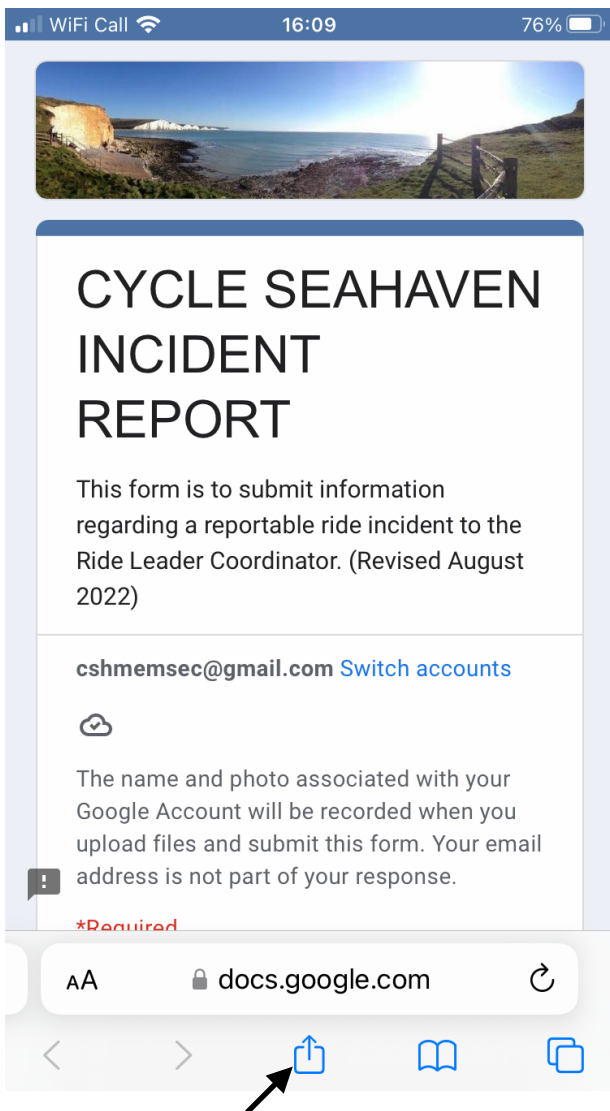 WiFi Call 16:09 76%
CYCLE SEAHAVEN
INCIDENT
REPORT
This form is to submit information
regarding a reportable ride incident to the
Ride Leader Coordinator. (Revised August
2022)
cshmemsec@gmail.com Switch accounts
The name and photo associated with your
Google Account will be recorded when you
upload files and submit this form. Your email
address is not part of your response.
*Required
AA docs.google.com